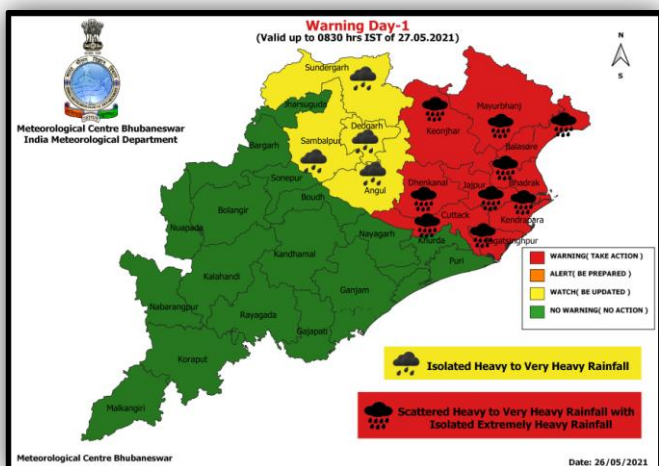 Warning Day-1
(Valid up to 0830 hrs IST of 27.05.2021)
Meteorological Centre Bhubaneswar
India Meteorological Department
N
S
Sundergarh
Jharsuguda
Deogarh
Sambalpur
Bargarh
Angul
Sonepur
Boudh
Bolangir
Nuapada
Keonjhar
Mayurbhanj
Balasore
Dhenkanal
Jajpur
Bhadrak
Cuttack
Kendrapara
Jagatsinghpur
Nayagarh
Khurda
Puri
Kandhamal
Kalahandi
Ganjam
Nabarangpur
Rayagada
Gajapati
Koraput
Malkangiri
WARNING( TAKE ACTION )
ALERT( BE PREPARED )
WATCH( BE UPDATED )
NO WARNING( NO ACTION )
Isolated Heavy to Very Heavy Rainfall
Scattered Heavy to Very Heavy Rainfall with
Isolated Extremely Heavy Rainfall
Meteorological Centre Bhubaneswar
Date: 26/05/2021